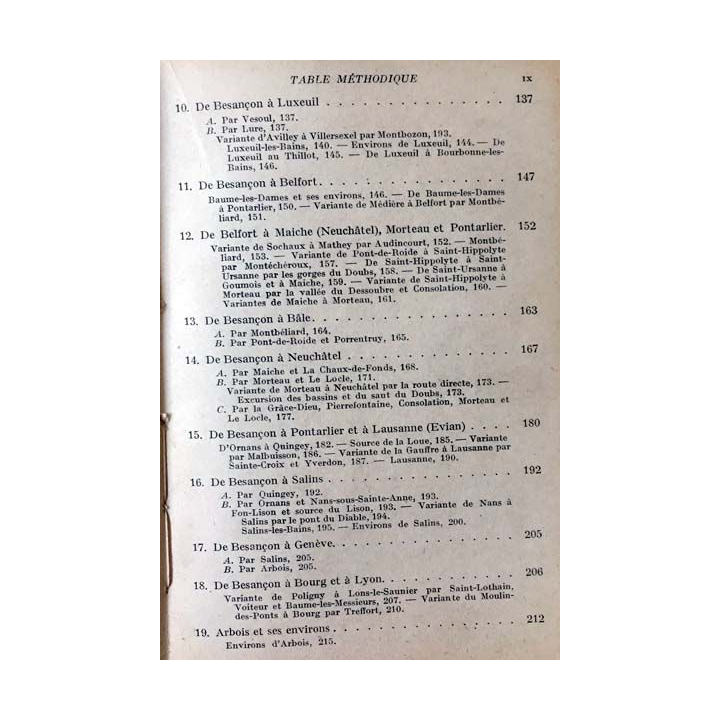 TABLE MÉTHODIQUE IX
10. De Besançon à Luxeuil . . . . . . . . . . . . . . . . 137
A. Par Vesoul, 137.
B. Par Lure, 137.
Variante d'Avilley à Villersexel par Montbozon, 193.
Luxeuil-les-Bains, 140. — Environs de Luxeuil, 144. — De
Luxeuil au Thillot, 145. — De Luxeuil à Bourbonne-les-
Bains, 146.
11. De Besançon à Belfort . . . . . . . . . . . . . . . . 147
Baume-les-Dames et ses environs, 146. — De Baume-les-Dames
à Pontarlier, 150. — Variante de Médière à Belfort par Montbé-
liard, 151.
12. De Belfort à Maiche (Neuchâtel), Morteau et Pontarlier. 152
Variante de Sochaux à Mathey par Audincourt, 152. — Montbé-
liard, 153. — Variante de Pont-de-Roide à Saint-Hippolyte
par Montéchéroux, 157. — De Saint-Hippolyte à Saint-
Ursanne par les gorges du Doubs, 158. — De Saint-Ursanne à
Goumois et à Maiche, 159. — Variante de Saint-Hippolyte à
Morteau par la vallée du Dessoubre et Consolation, 160. —
Variantes de Maiche à Morteau, 161.
13. De Besançon à Bâle . . . . . . . . . . . . . . . . 163
A. Par Montbéliard, 164.
B. Par Pont-de-Roide et Porrentruy, 165.
14. De Besançon à Neuchâtel . . . . . . . . . . . . . . 167
A. Par Maiche et La Chaux-de-Fonds, 168.
B. Par Morteau et Le Locle, 171.
Variante de Morteau à Neuchâtel par la route directe, 173. —
Excursion des bassins et du saut du Doubs, 173.
C. Par la Grâce-Dieu, Pierrefontaine, Consolation, Morteau et
Le Locle, 177.
15. De Besançon à Pontarlier et à Lausanne (Evian) . . . . 180
D'Ornans à Quingey, 182. — Source de la Loue, 185. — Variante
par Malbuisson, 186. — Variante de la Gauffre à Lausanne par
Sainte-Croix et Yverdon, 187. — Lausanne, 190.
16. De Besançon à Salins . . . . . . . . . . . . . . . . 192
A. Par Quingey, 192.
B. Par Ornans et Nans-sous-Sainte-Anne, 193.
Fon-Lison et source du Lison, 193. — Variante de Nans à
Salins par le pont du Diable, 194.
Salins-les-Bains, 195. — Environs de Salins, 200.
17. De Besançon à Genève . . . . . . . . . . . . . . . 205
A. Par Salins, 205.
B. Par Arbois, 205.
18. De Besançon à Bourg et à Lyon . . . . . . . . . . . 206
Variante de Poligny à Lons-le-Saunier par Saint-Lothain,
Voiteur et Baume-les-Messieurs, 207. — Variante du Moulin-
des-Ponts à Bourg par Treffort, 210.
19. Arbois et ses environs . . . . . . . . . . . . . . . 212
Environs d'Arbois, 215.